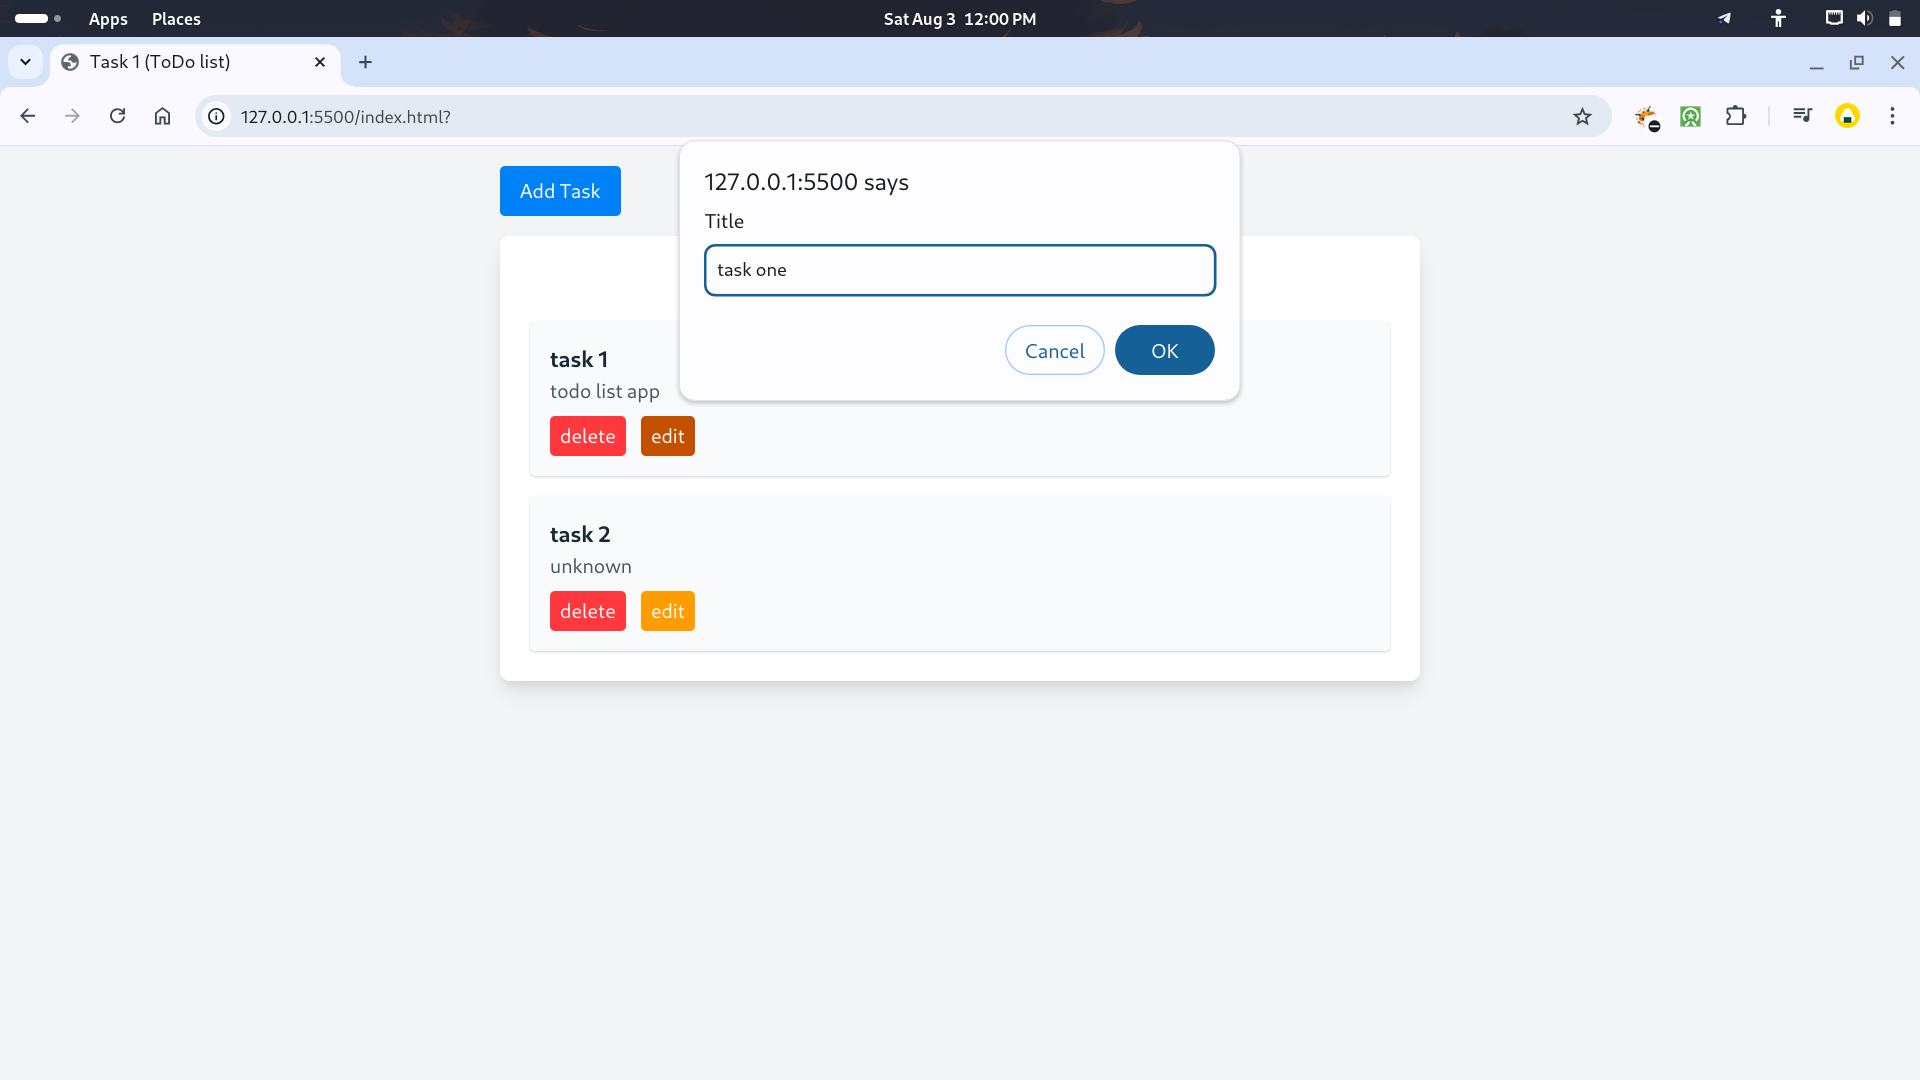 Apps Places Sat Aug 3 12:00 PM
Task 1 (ToDo list)
127.0.0.1:5500/index.html?
Add Task
127.0.0.1:5500 says
Title
task one
Cancel OK
task 1
todo list app
delete edit
task 2
unknown
delete edit